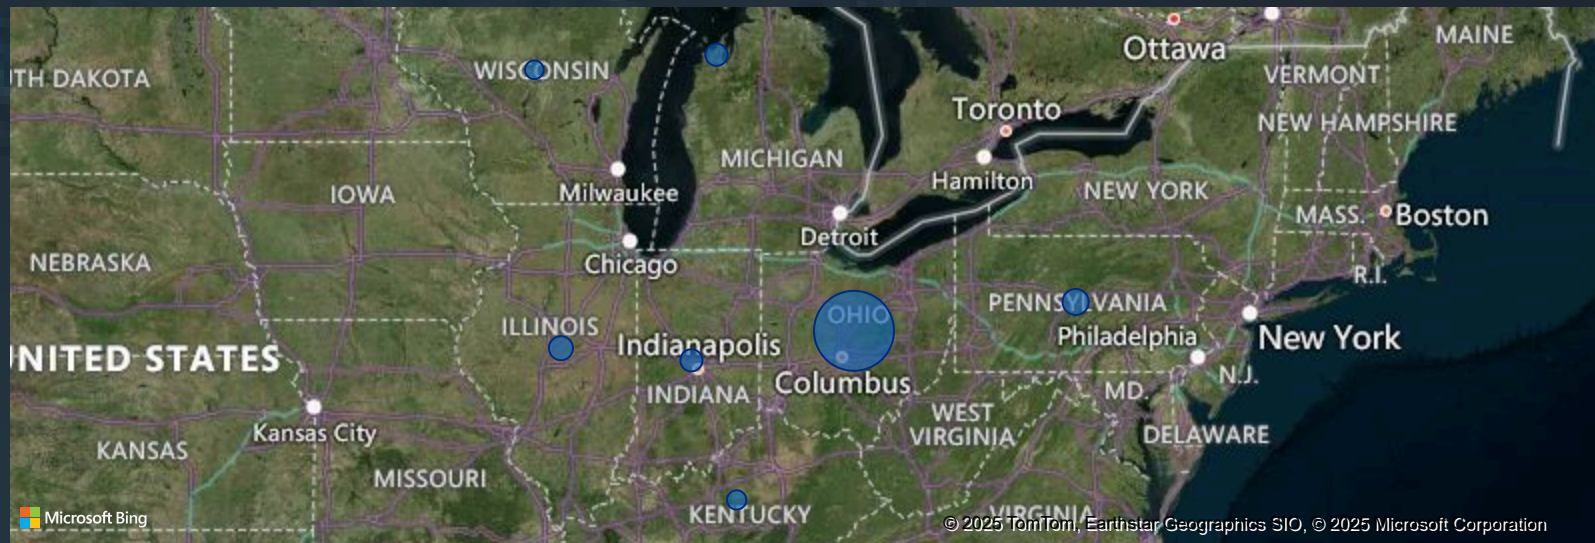 Ottawa
MAINE
WISCONSIN
UTH DAKOTA
VERMONT
Toronto
NEW HAMPSHIRE
MICHIGAN
Hamilton
IOWA
Milwaukee
NEW YORK
MASS.
Boston
Detroit
NEBRASKA
Chicago
R.I.
PENNSYLVANIA
OHIO
ILLINOIS
Indianapolis
Philadelphia
New York
UNITED STATES
N.J.
INDIANA
Columbus
MD.
WEST
VIRGINIA
Kansas City
DELAWARE
KANSAS
MISSOURI
KENTUCKY
VIRGINIA
Microsoft Bing
© 2025 TomTom, Earthstar Geographics SIO, © 2025 Microsoft Corporation